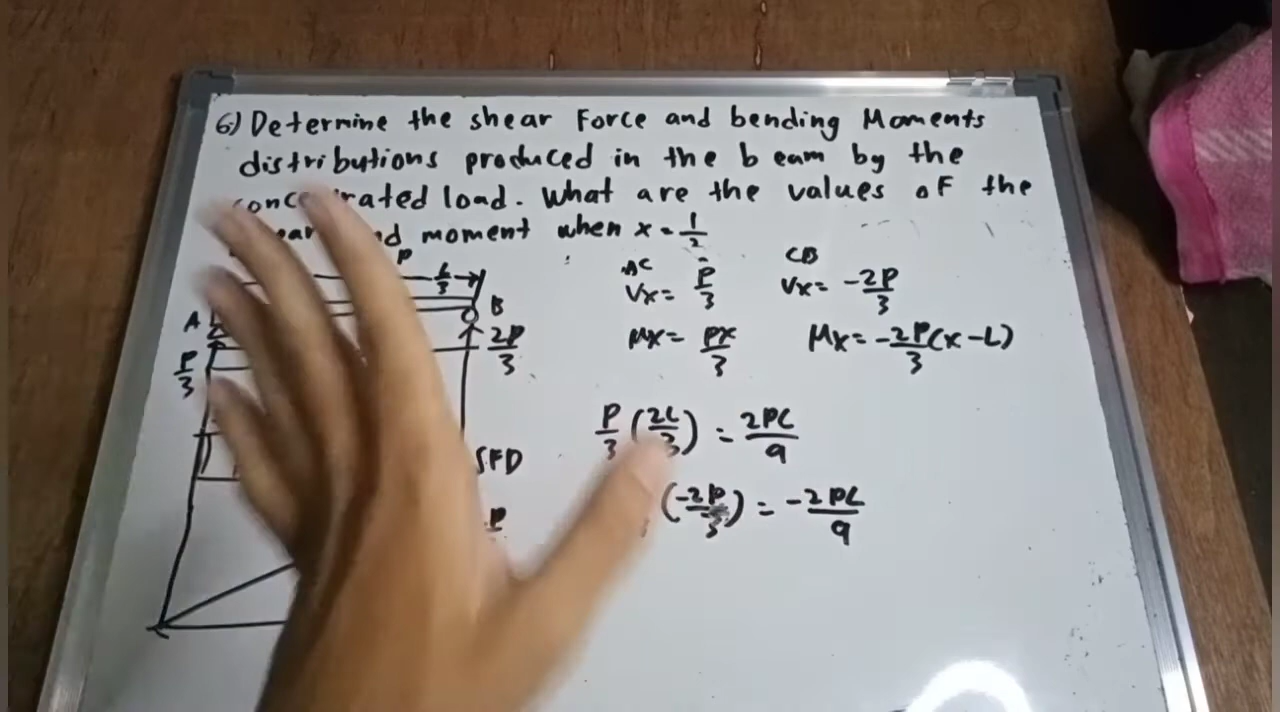 6) Determine the shear Force and bending Moments
distributions produced in the beam by the
load. What are the values of the
moment when x = 1/2
P
L/3
B
A
P/3
2P/3
AC
Vx = P/3
Mx = Px/3
CB
Vx = -2P/3
Mx = -2P/3 (x-L)
P/3 (2L/3) = 2PL/9
(-2P/3) = -2PL/9
SFD
P